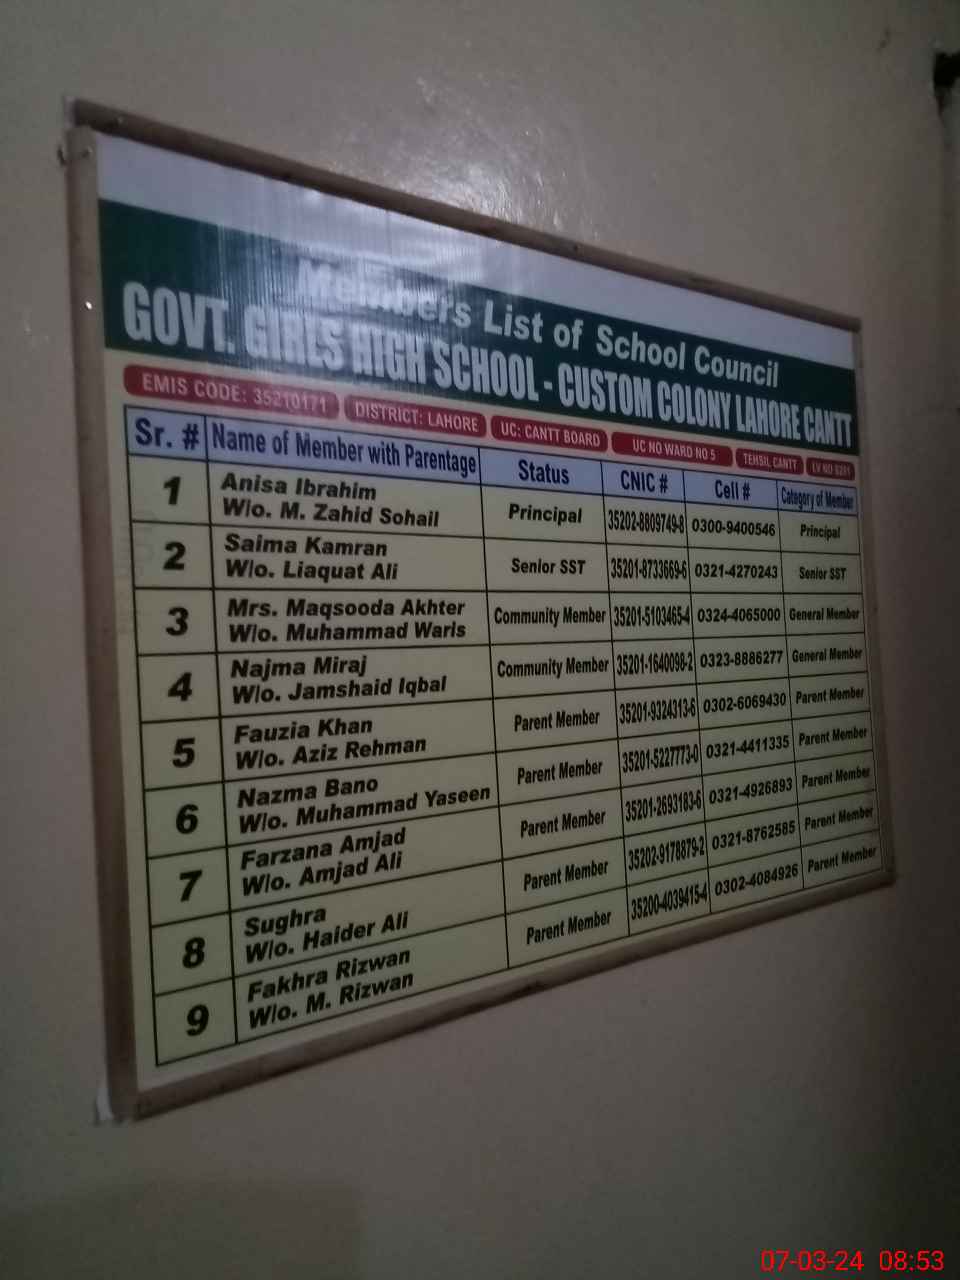 Members List of School Council
GOVT. GIRLS HIGH SCHOOL - CUSTOM COLONY LAHORE CANTT
EMIS CODE: 35210171 DISTRICT: LAHORE UC: CANTT BOARD UC NO WARD NO 5 TEHSIL CANTT
Sr. # Name of Member with Parentage Status CNIC # Cell # Category of Member
1 Anisa Ibrahim
W/o. M. Zahid Sohail Principal 35202-8809749-8 0300-9400546 Principal
2 Saima Kamran
W/o. Liaquat Ali Senior SST 35201-8733669-6 0321-4270243 Senior SST
3 Mrs. Maqsooda Akhter
W/o. Muhammad Waris Community Member 35201-5103465-4 0324-4065000 General Member
4 Najma Miraj
W/o. Jamshaid Iqbal Community Member 35201-1640098-2 0323-8886277 General Member
5 Fauzia Khan
W/o. Aziz Rehman Parent Member 35201-9324313-6 0302-6069430 Parent Member
6 Nazma Bano
W/o. Muhammad Yaseen Parent Member 35201-5227773-0 0321-4411335 Parent Member
7 Farzana Amjad
W/o. Amjad Ali Parent Member 35201-2693183-6 0321-4926893 Parent Member
8 Sughra
W/o. Haider Ali Parent Member 35202-9178879-2 0321-8762585 Parent Member
9 Fakhra Rizwan
W/o. M. Rizwan Parent Member 35200-4039415-4 0302-4084926 Parent Member
07-03-24 08:53